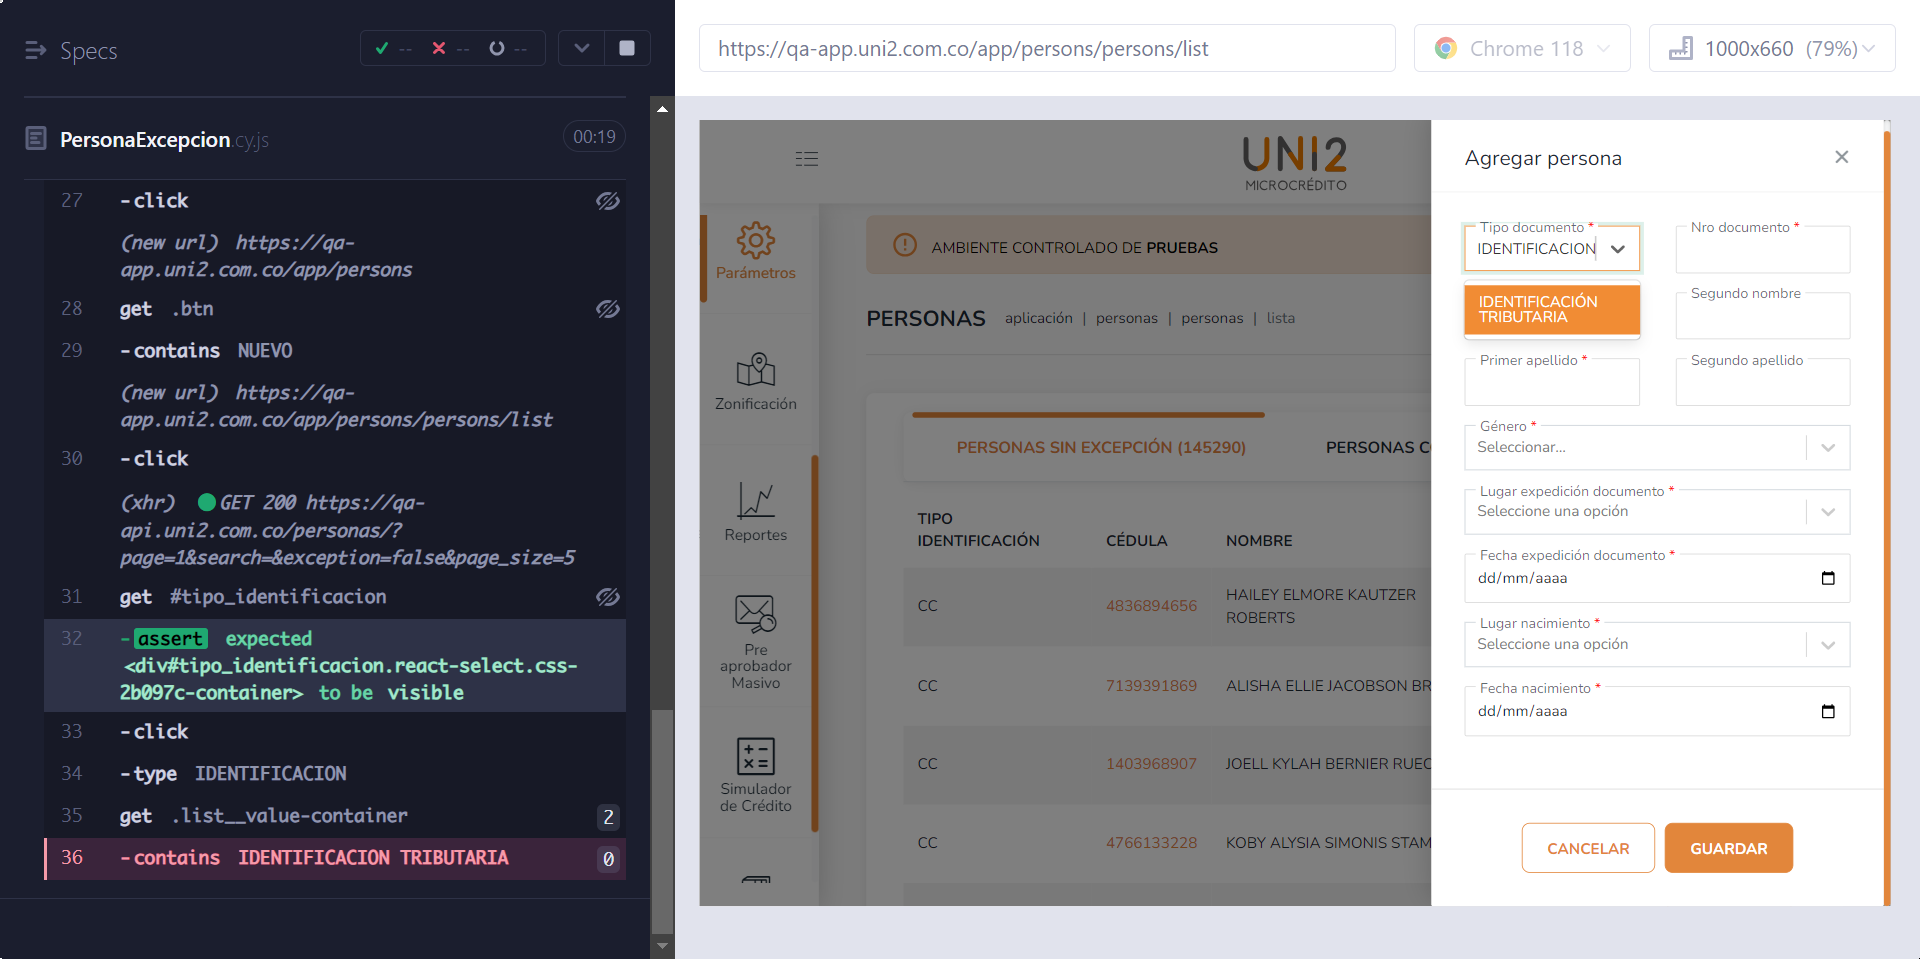 Specs
--
--
--
PersonaExcepcion.cy.js
00:19
27 -click
(new url) https://qa-
app.uni2.com.co/app/persons
28 get .btn
29 -contains NUEVO
(new url) https://qa-
app.uni2.com.co/app/persons/persons/list
30 -click
(xhr) GET 200 https://qa-
api.uni2.com.co/personas/?
page=1&search=&exception=false&page_size=5
31 get #tipo_identificacion
32 -assert expected
<div#tipo_identificacion.react-select.css-
2b097c-container> to be visible
33 -click
34 -type IDENTIFICACION
35 get .list__value-container 2
36 -contains IDENTIFICACION TRIBUTARIA 0
https://qa-app.uni2.com.co/app/persons/persons/list
Chrome 118
1000x660 (79%)
UNI2
MICROCRÉDITO
Parámetros
Zonificación
Reportes
Pre
aprobador
Masivo
Simulador
de Crédito
AMBIENTE CONTROLADO DE PRUEBAS
PERSONAS aplicación | personas | personas | lista
PERSONAS SIN EXCEPCIÓN (145290)
PERSONAS C
TIPO
IDENTIFICACIÓN CÉDULA NOMBRE
CC 4836894656 HAILEY ELMORE KAUTZER
ROBERTS
CC 7139391869 ALISHA ELLIE JACOBSON BR
CC 1403968907 JOELL KYLAH BERNIER RUEC
CC 4766133228 KOBY ALYSIA SIMONIS STAM
Agregar persona
Tipo documento *
IDENTIFICACION
IDENTIFICACIÓN
TRIBUTARIA
Nro documento *
Segundo nombre
Primer apellido *
Segundo apellido
Género *
Seleccionar...
Lugar expedición documento *
Seleccione una opción
Fecha expedición documento *
dd/mm/aaaa
Lugar nacimiento *
Seleccione una opción
Fecha nacimiento *
dd/mm/aaaa
CANCELAR
GUARDAR